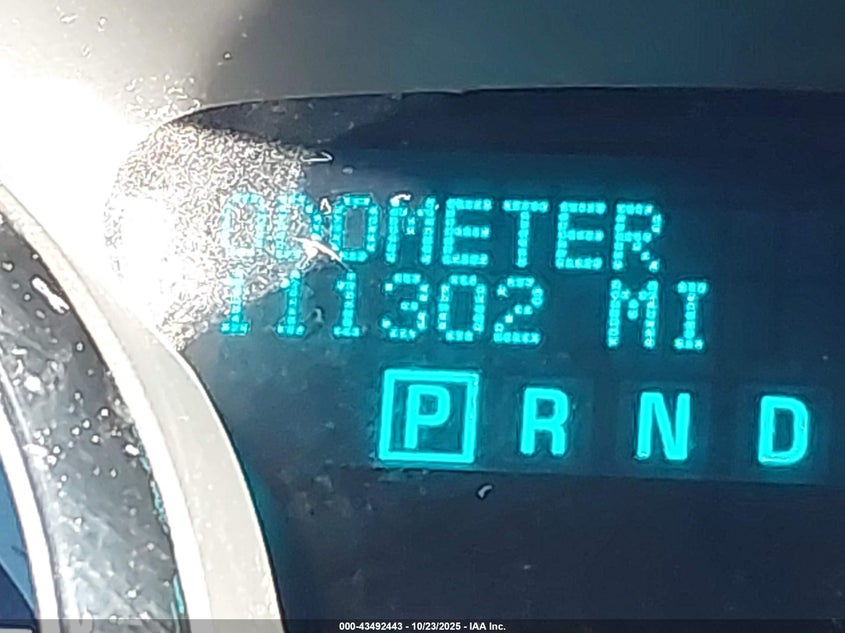 ODOMETER
111302 MI
P R N D
000-43492443 - 10/23/2025 - IAA Inc.